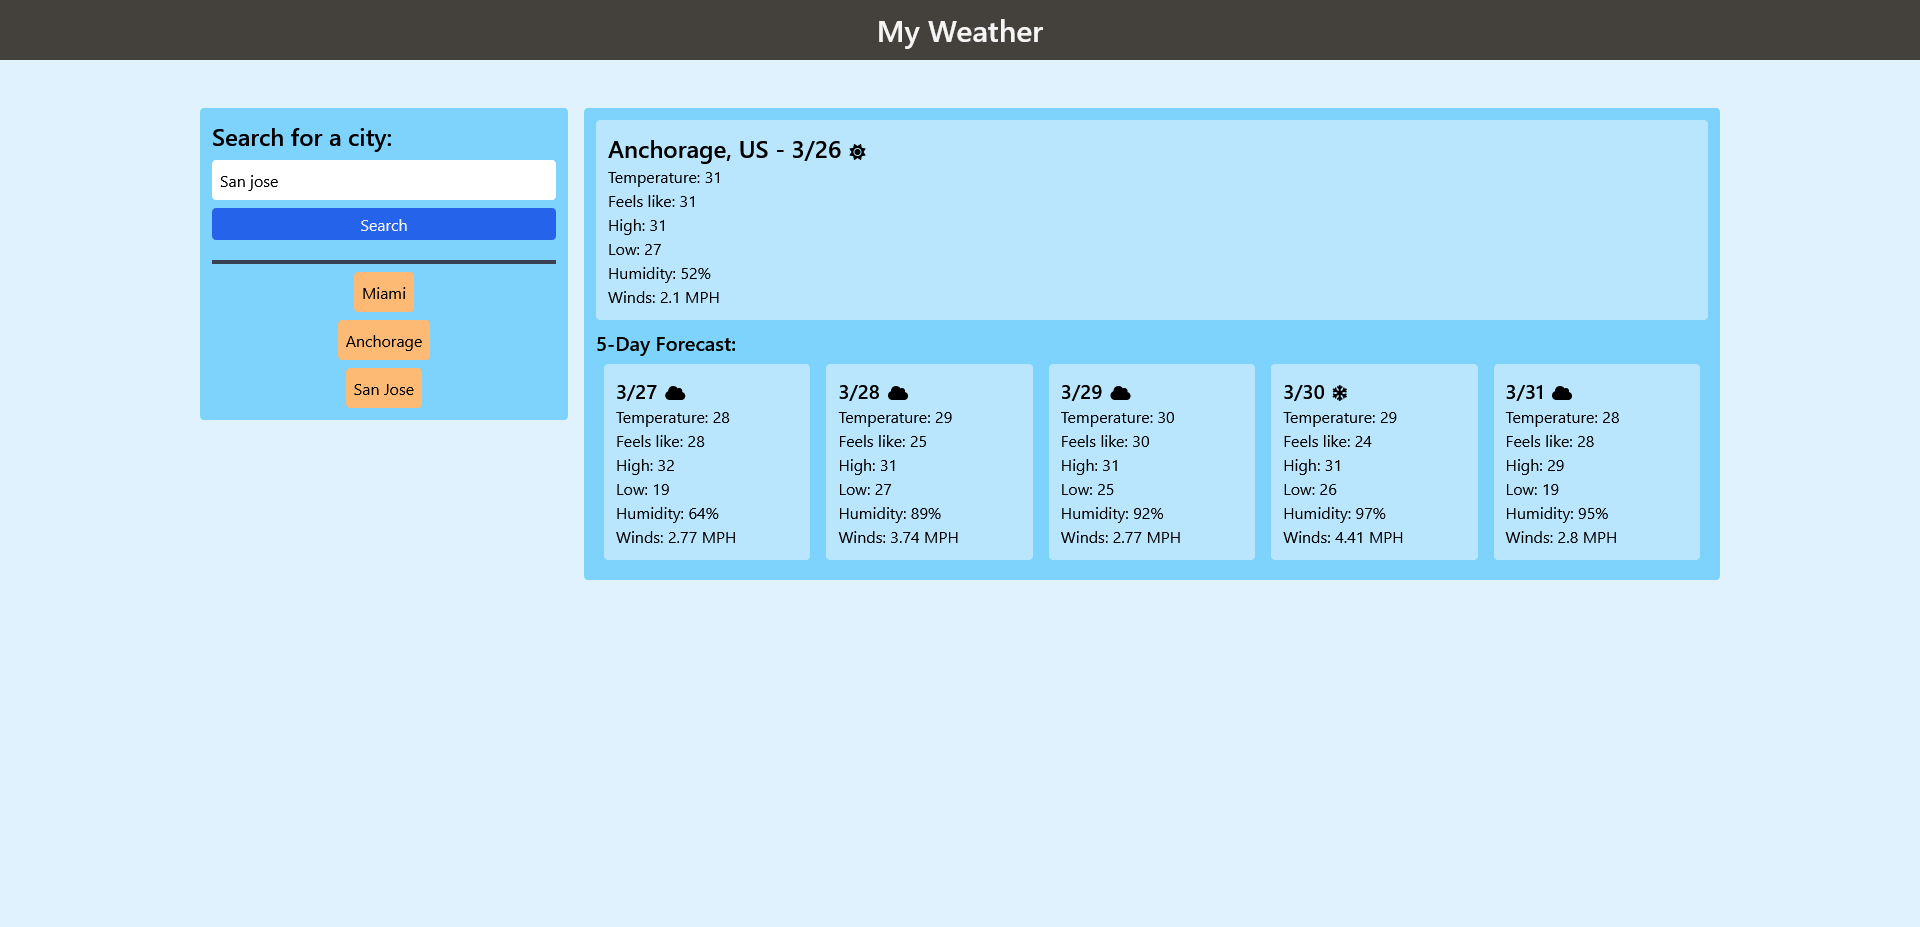 My Weather
Search for a city:
San jose
Search
Miami
Anchorage
San Jose
Anchorage, US - 3/26
Temperature: 31
Feels like: 31
High: 31
Low: 27
Humidity: 52%
Winds: 2.1 MPH
5-Day Forecast:
3/27
Temperature: 28
Feels like: 28
High: 32
Low: 19
Humidity: 64%
Winds: 2.77 MPH
3/28
Temperature: 29
Feels like: 25
High: 31
Low: 27
Humidity: 89%
Winds: 3.74 MPH
3/29
Temperature: 30
Feels like: 30
High: 31
Low: 25
Humidity: 92%
Winds: 2.77 MPH
3/30
Temperature: 29
Feels like: 24
High: 31
Low: 26
Humidity: 97%
Winds: 4.41 MPH
3/31
Temperature: 28
Feels like: 28
High: 29
Low: 19
Humidity: 95%
Winds: 2.8 MPH